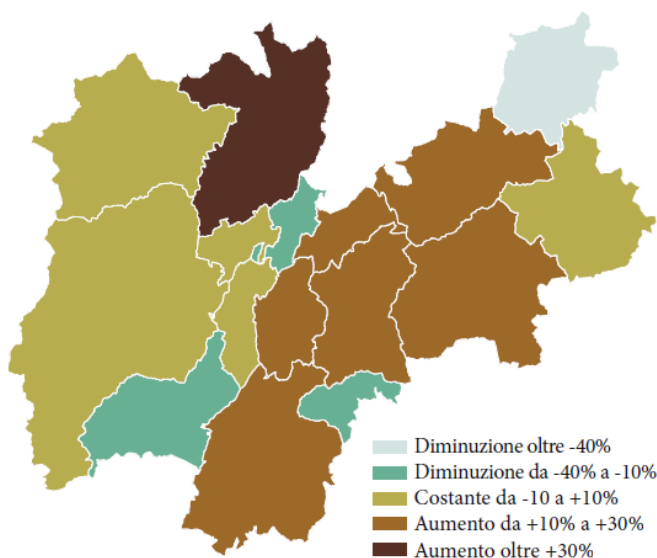 Diminuzione oltre -40%
Diminuzione da -40% a -10%
Costante da -10 a +10%
Aumento da +10% a +30%
Aumento oltre +30%